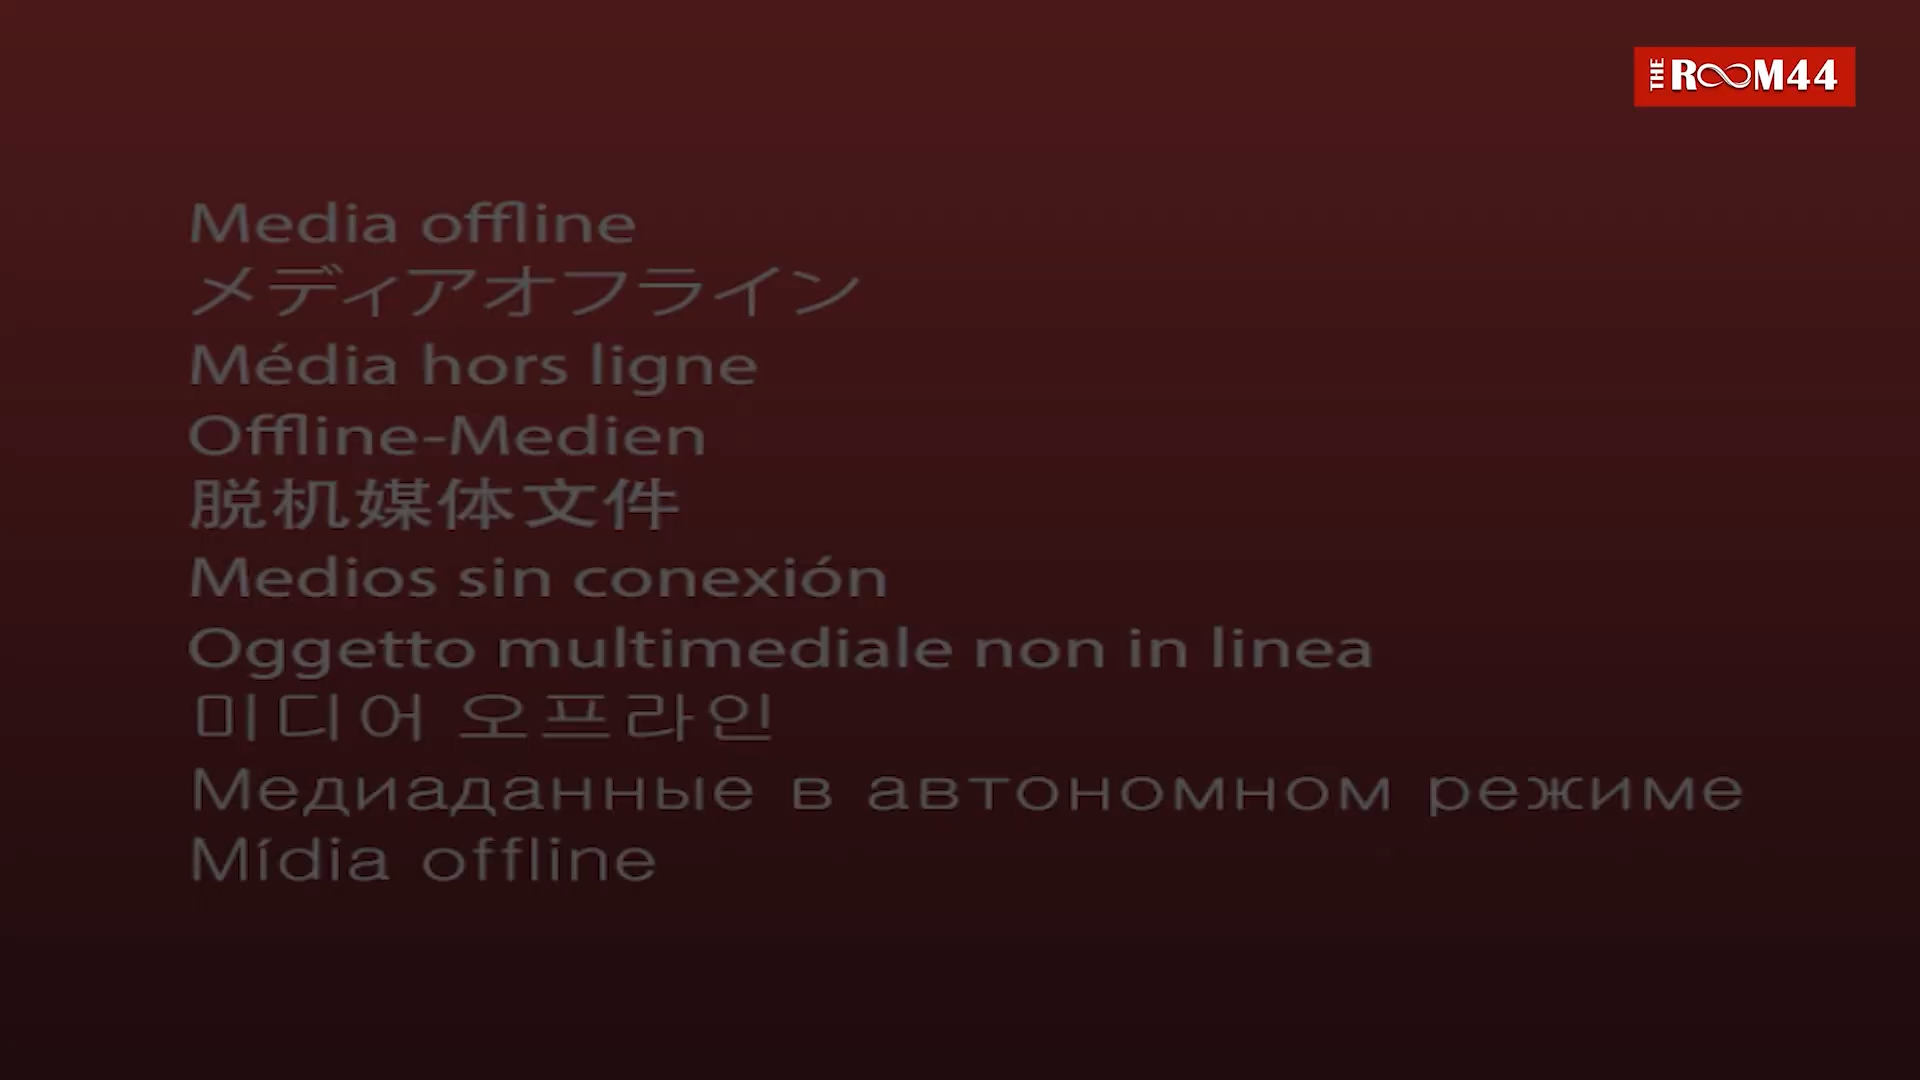 THE ROOM44
Media offline
メディアオフライン
Média hors ligne
Offline-Medien
脱机媒体文件
Medios sin conexión
Oggetto multimediale non in linea
미디어 오프라인
Медиаданные в автономном режиме
Mídia offline